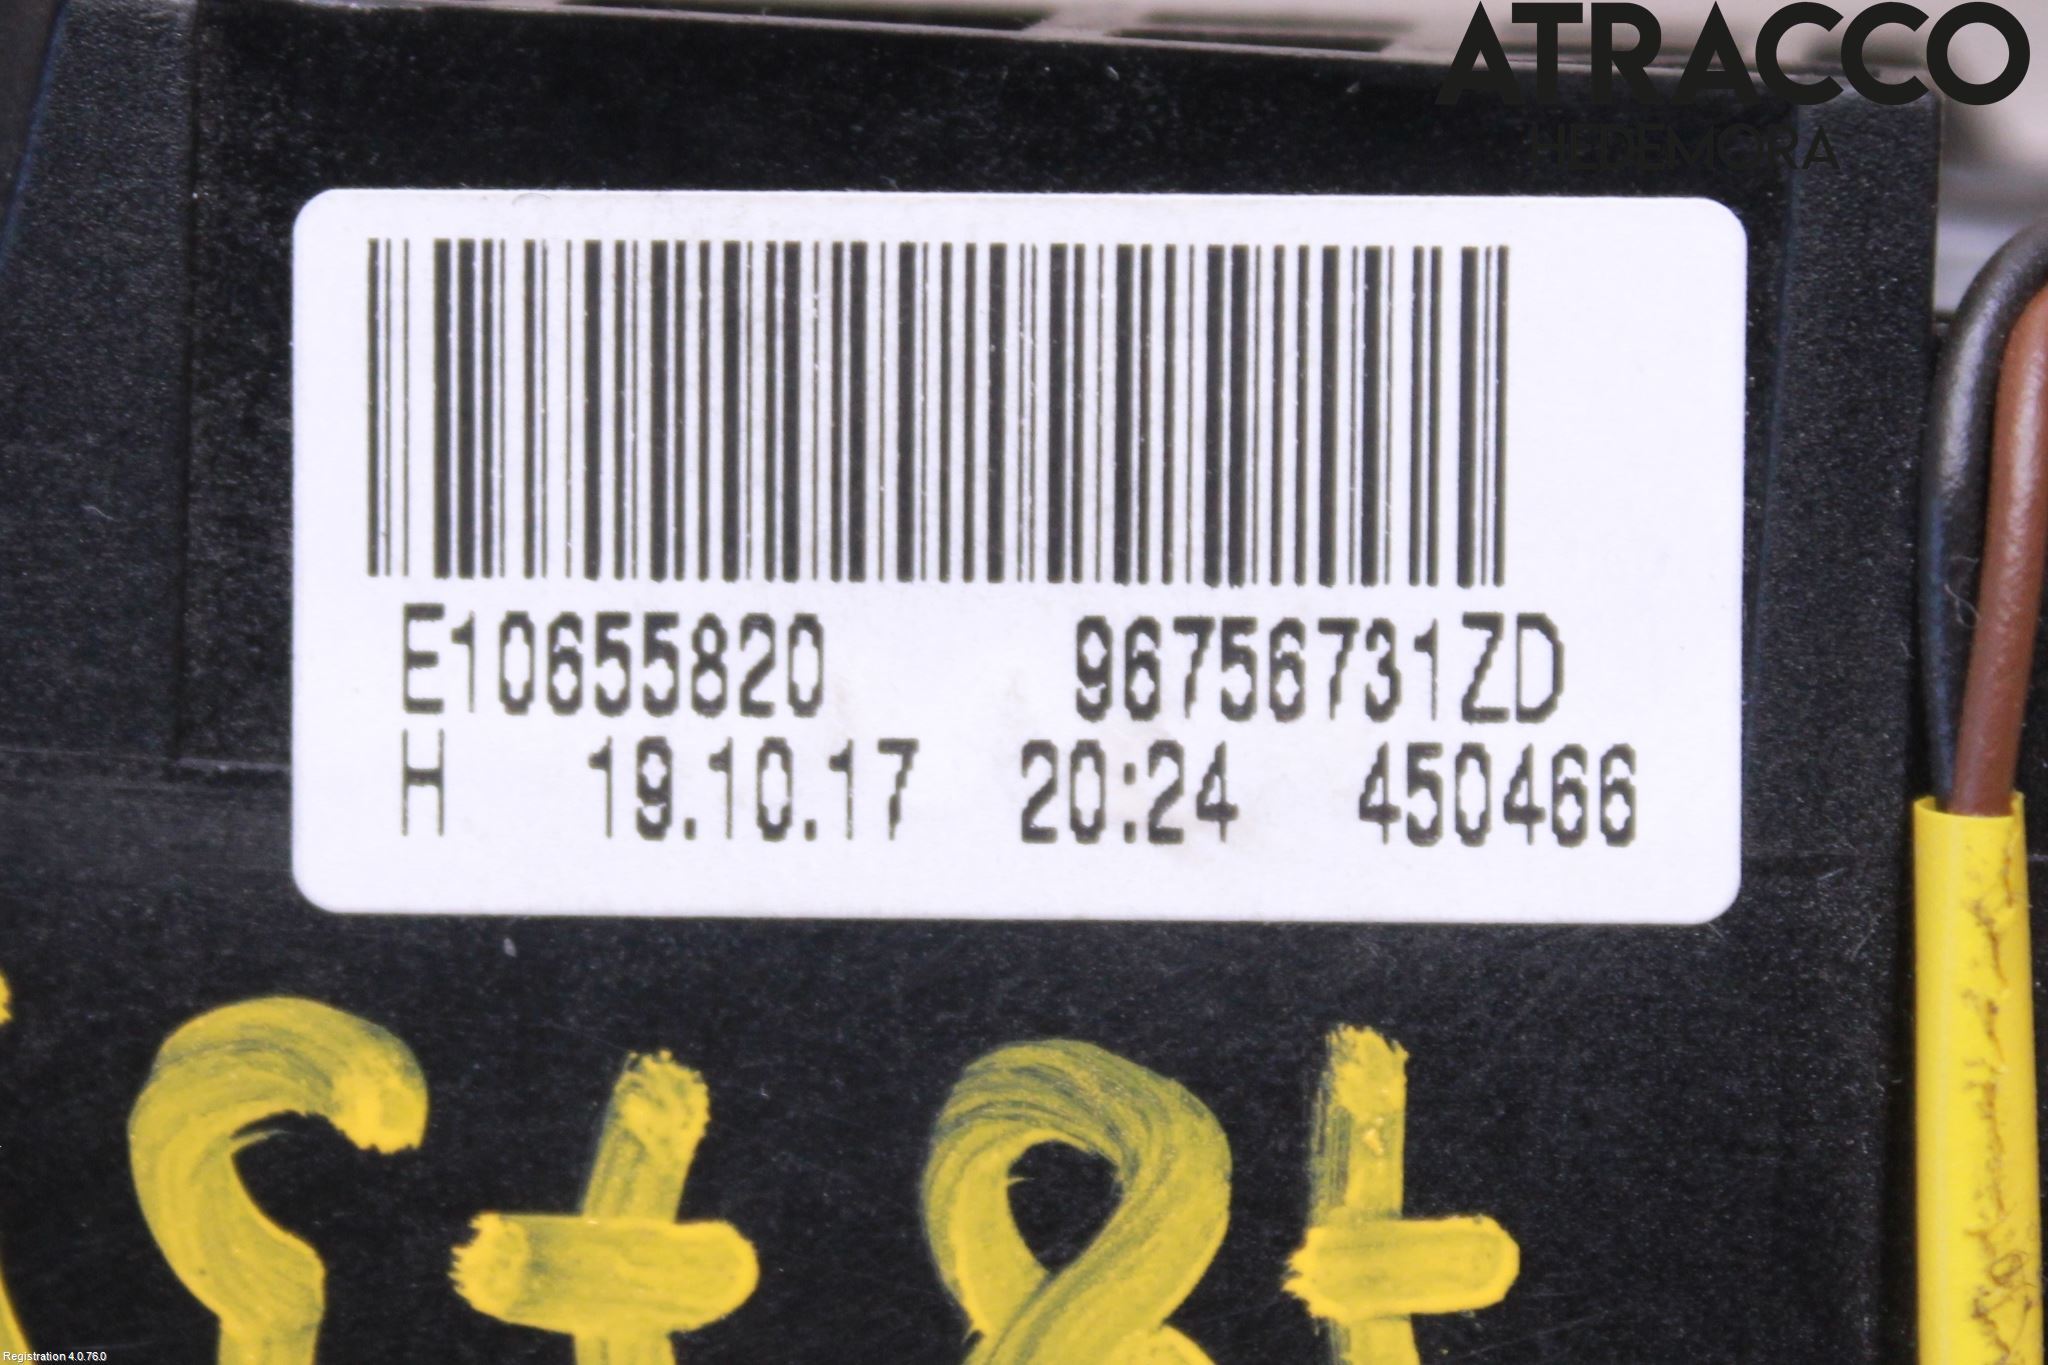 ATRACCO
HEDEMORA
E10655820 96756731ZD
H 19.10.17 20:24 450466
Registration 4.0.76.0